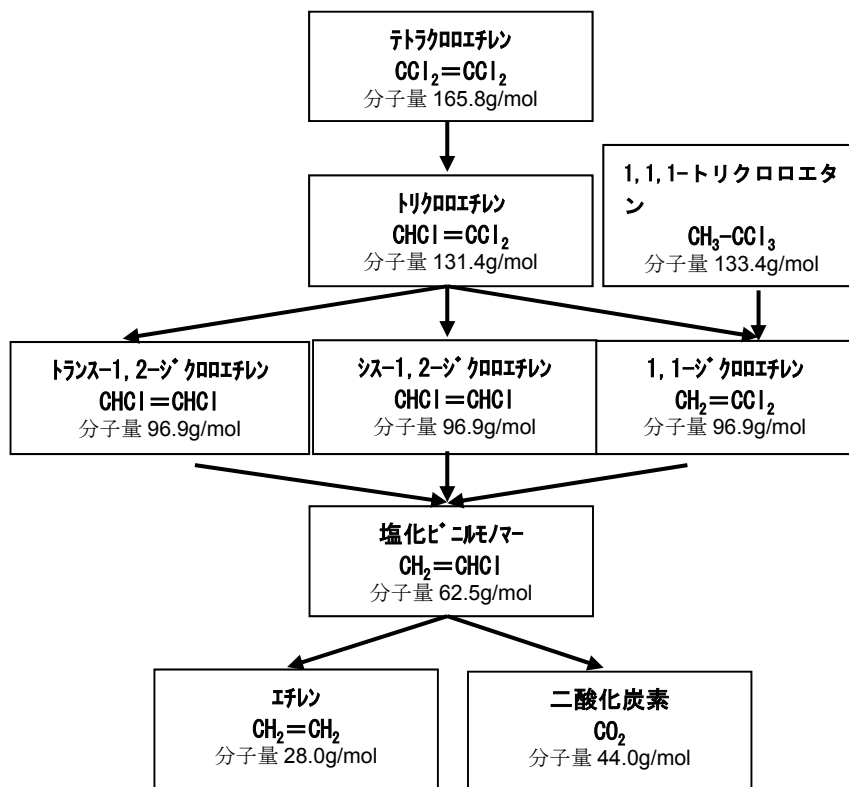 テトラクロロエチレン
CCl₂＝CCl₂
分子量 165.8g/mol
トリクロロエチレン
CHCl＝CCl₂
分子量 131.4g/mol
1,1,1-トリクロロエタ
ン
CH₃-CCl₃
分子量 133.4g/mol
トランス-1,2-ジクロロエチレン
CHCl＝CHCl
分子量 96.9g/mol
シス-1,2-ジクロロエチレン
CHCl＝CHCl
分子量 96.9g/mol
1,1-ジクロロエチレン
CH₂＝CCl₂
分子量 96.9g/mol
塩化ビニルモノマー
CH₂＝CHCl
分子量 62.5g/mol
エチレン
CH₂＝CH₂
分子量 28.0g/mol
二酸化炭素
CO₂
分子量 44.0g/mol